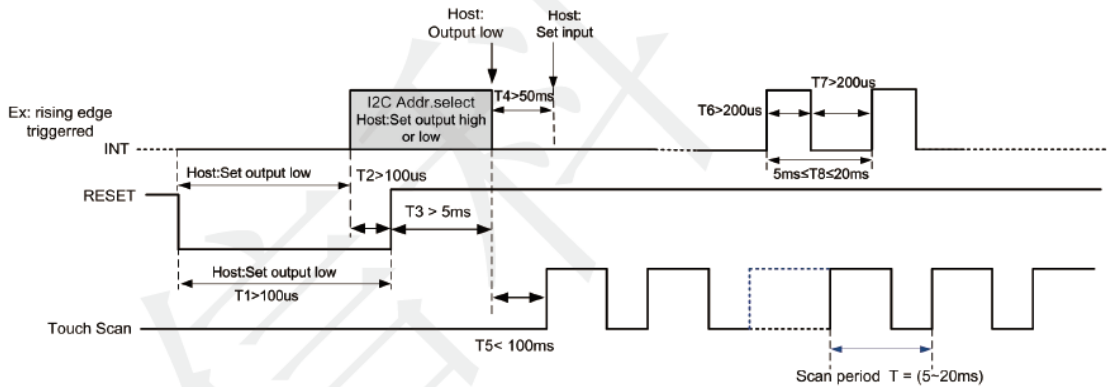 Host:
Output low
Host:
Set input
T7>200us
T4>50ms
T6>200us
I2C Addr.select
Host:Set output high
or low
Ex: rising edge
triggerred
INT
5ms≤T8≤20ms
Host:Set output low
T2>100us
RESET
T3 > 5ms
Host:Set output low
T1>100us
Touch Scan
T5< 100ms
Scan period T = (5~20ms)